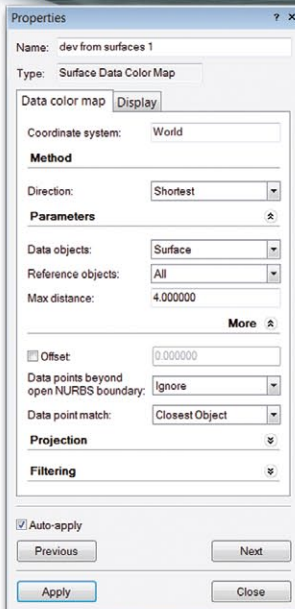 Properties ? x
Name: dev from surfaces 1
Type: Surface Data Color Map
Data color map Display
Coordinate system: World
Method
Direction: Shortest
Parameters
Data objects: Surface
Reference objects: All
Max distance: 4.000000
More
Offset: 0.000000
Data points beyond
open NURBS boundary: Ignore
Data point match: Closest Object
Projection
Filtering
Auto-apply
Previous Next
Apply Close